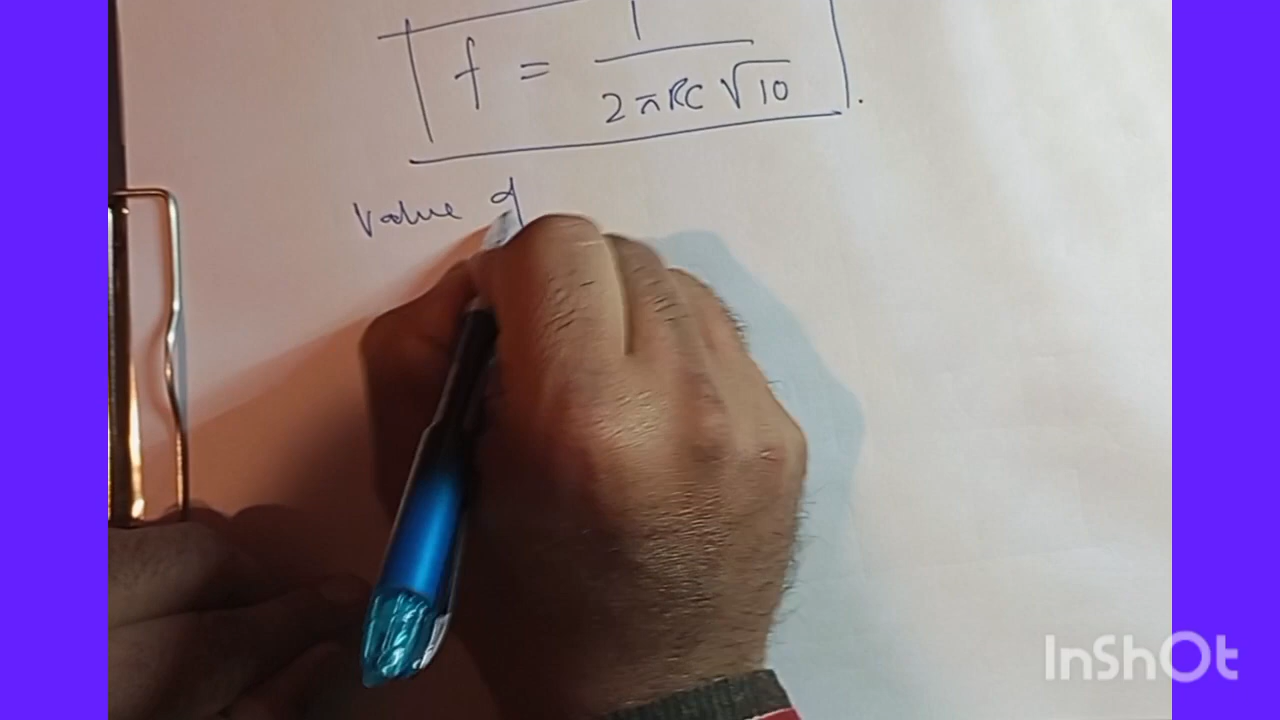 f = 1 / 2πRC √10 .
Value of
InShOt